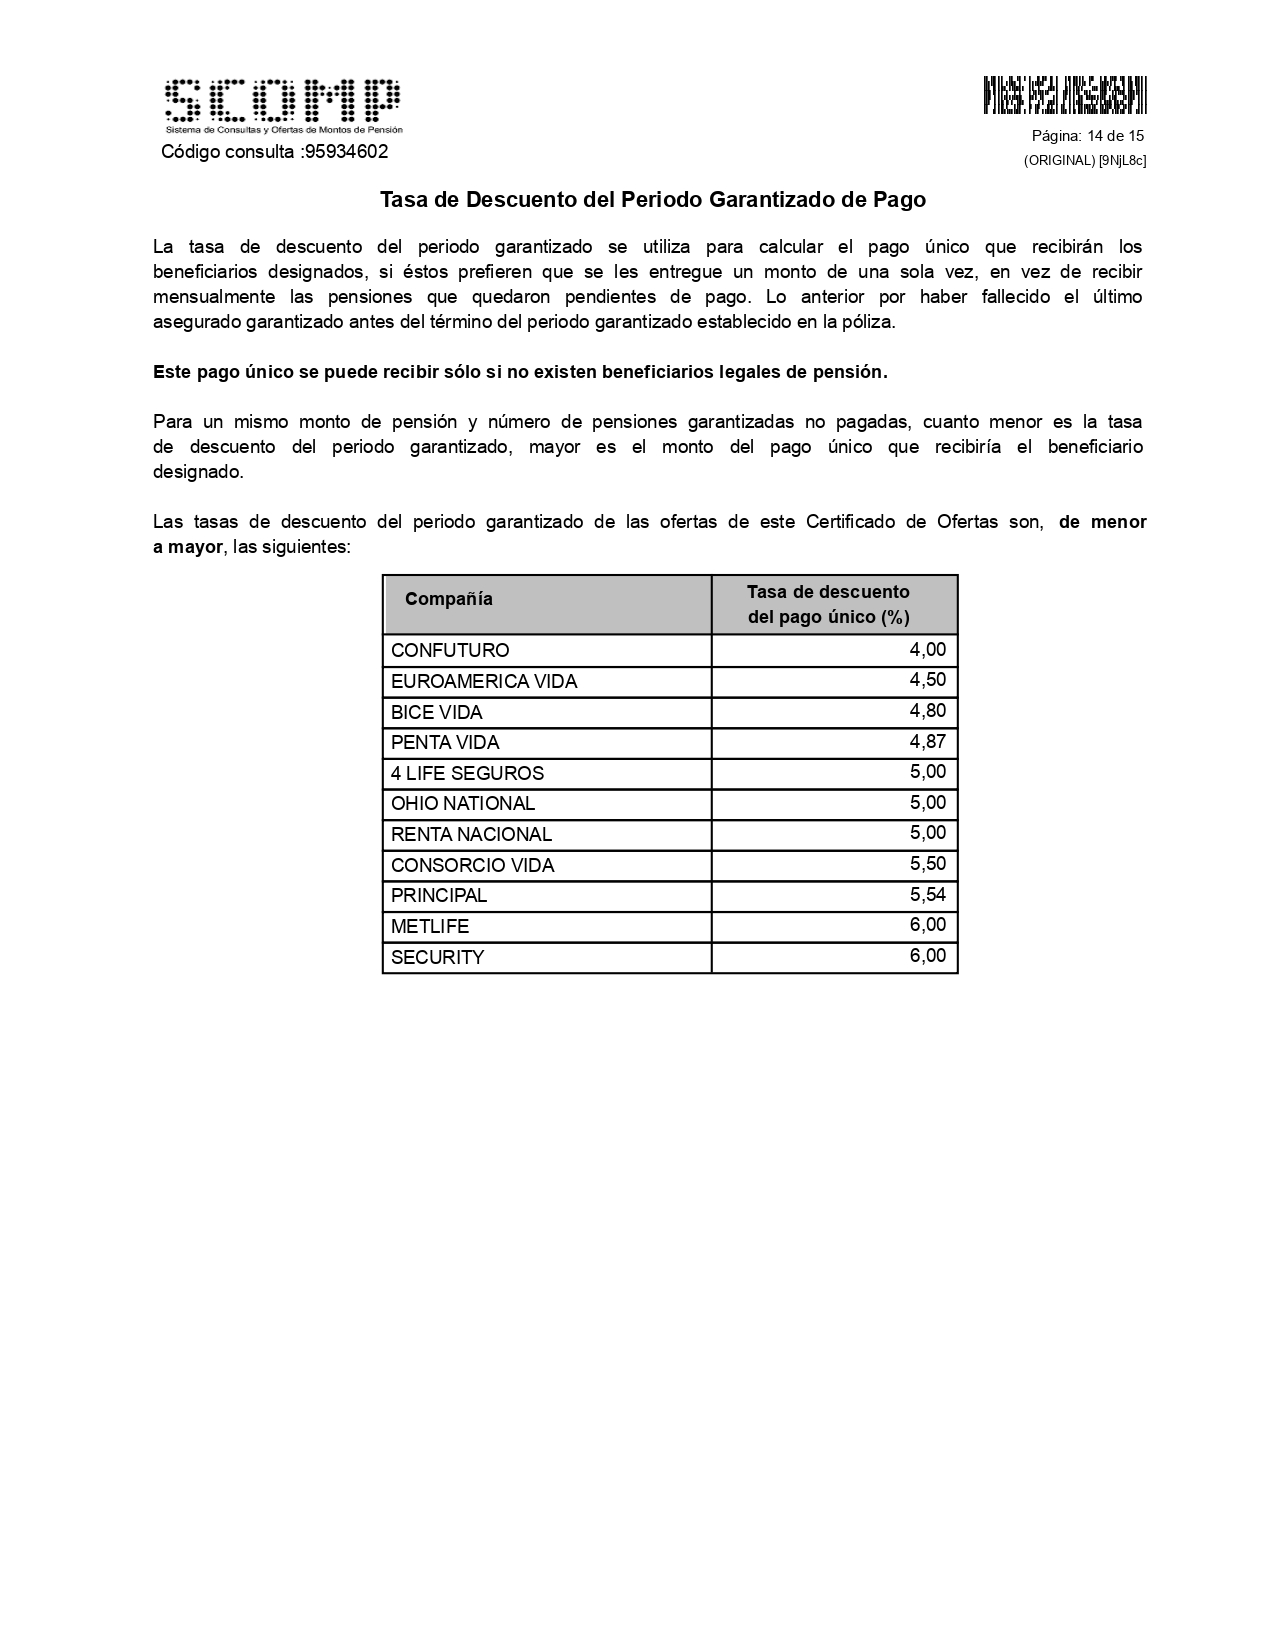 SCOMP
Sistema de Consultas y Ofertas de Montos de Pensión
Código consulta :95934602
Página: 14 de 15
(ORIGINAL) [9NjL8c]
Tasa de Descuento del Periodo Garantizado de Pago
La tasa de descuento del periodo garantizado se utiliza para calcular el pago único que recibirán los
beneficiarios designados, si éstos prefieren que se les entregue un monto de una sola vez, en vez de recibir
mensualmente las pensiones que quedaron pendientes de pago. Lo anterior por haber fallecido el último
asegurado garantizado antes del término del periodo garantizado establecido en la póliza.
Este pago único se puede recibir sólo si no existen beneficiarios legales de pensión.
Para un mismo monto de pensión y número de pensiones garantizadas no pagadas, cuanto menor es la tasa
de descuento del periodo garantizado, mayor es el monto del pago único que recibiría el beneficiario
designado.
Las tasas de descuento del periodo garantizado de las ofertas de este Certificado de Ofertas son, de menor
a mayor, las siguientes:
Compañía Tasa de descuento
del pago único (%)
CONFUTURO 4,00
EUROAMERICA VIDA 4,50
BICE VIDA 4,80
PENTA VIDA 4,87
4 LIFE SEGUROS 5,00
OHIO NATIONAL 5,00
RENTA NACIONAL 5,00
CONSORCIO VIDA 5,50
PRINCIPAL 5,54
METLIFE 6,00
SECURITY 6,00